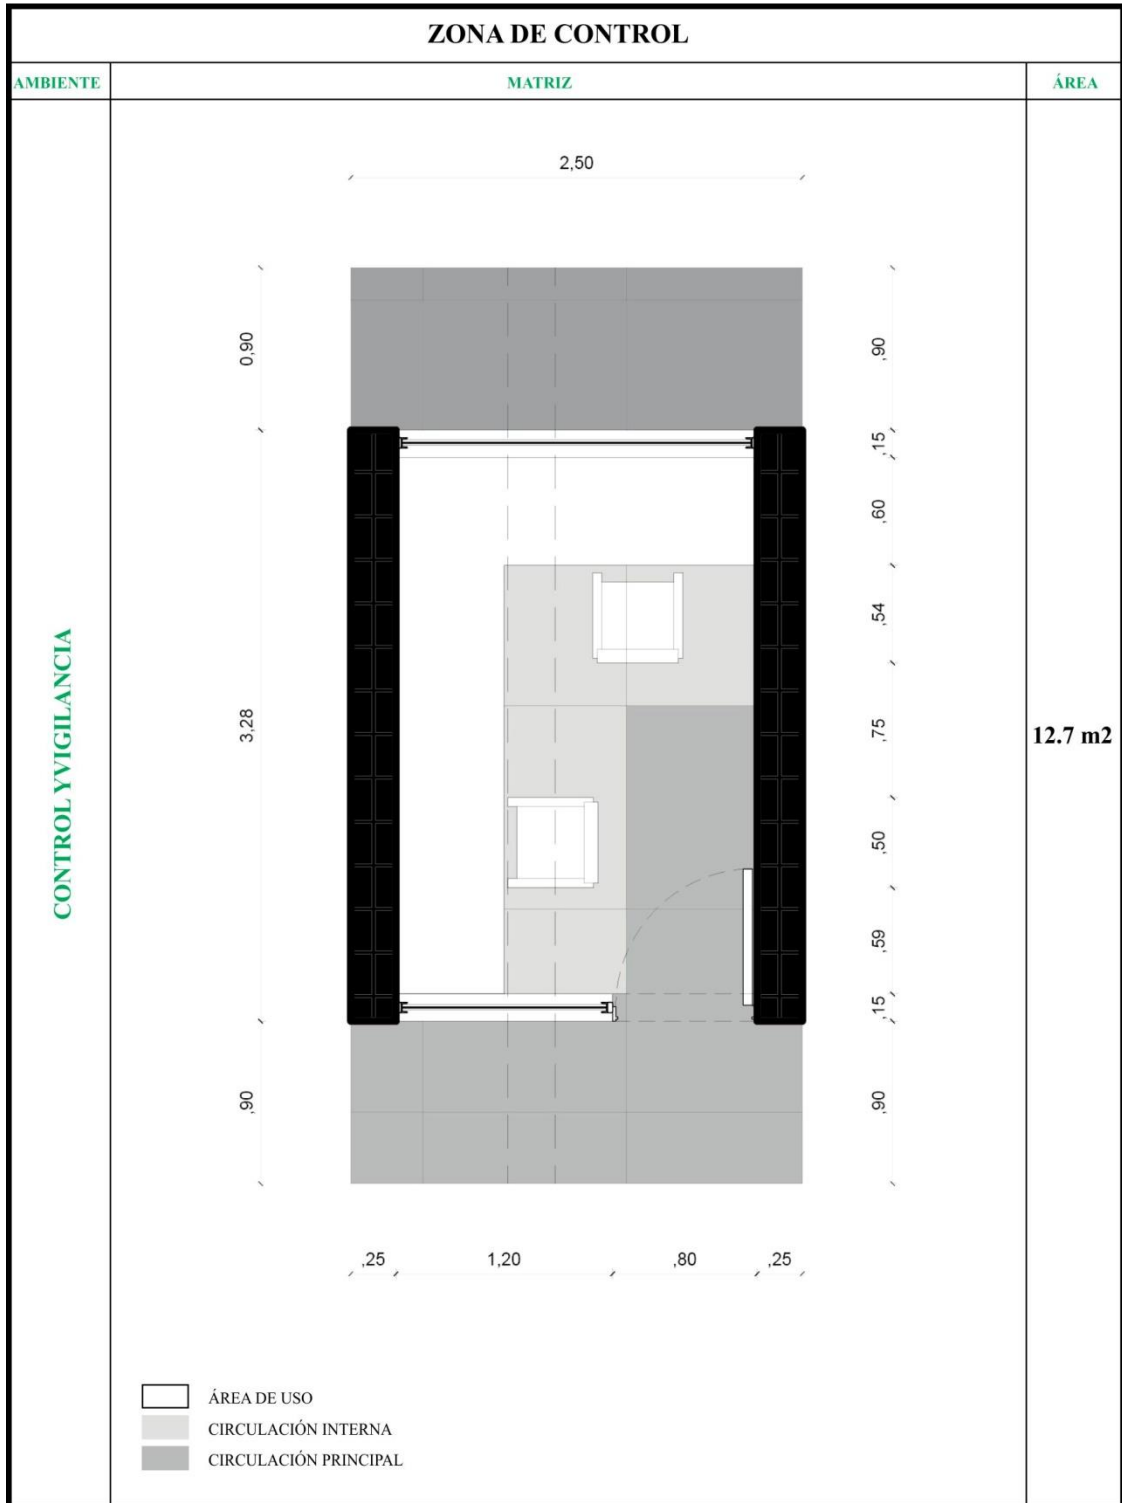 ZONA DE CONTROL
AMBIENTE
MATRIZ
ÁREA
2,50
0,90
,90
,15
,60
,54
3,28
,75
,50
,59
,15
,90
,90
CONTROL YVIGILANCIA
12.7 m2
,25
1,20
,80
,25
ÁREA DE USO
CIRCULACIÓN INTERNA
CIRCULACIÓN PRINCIPAL